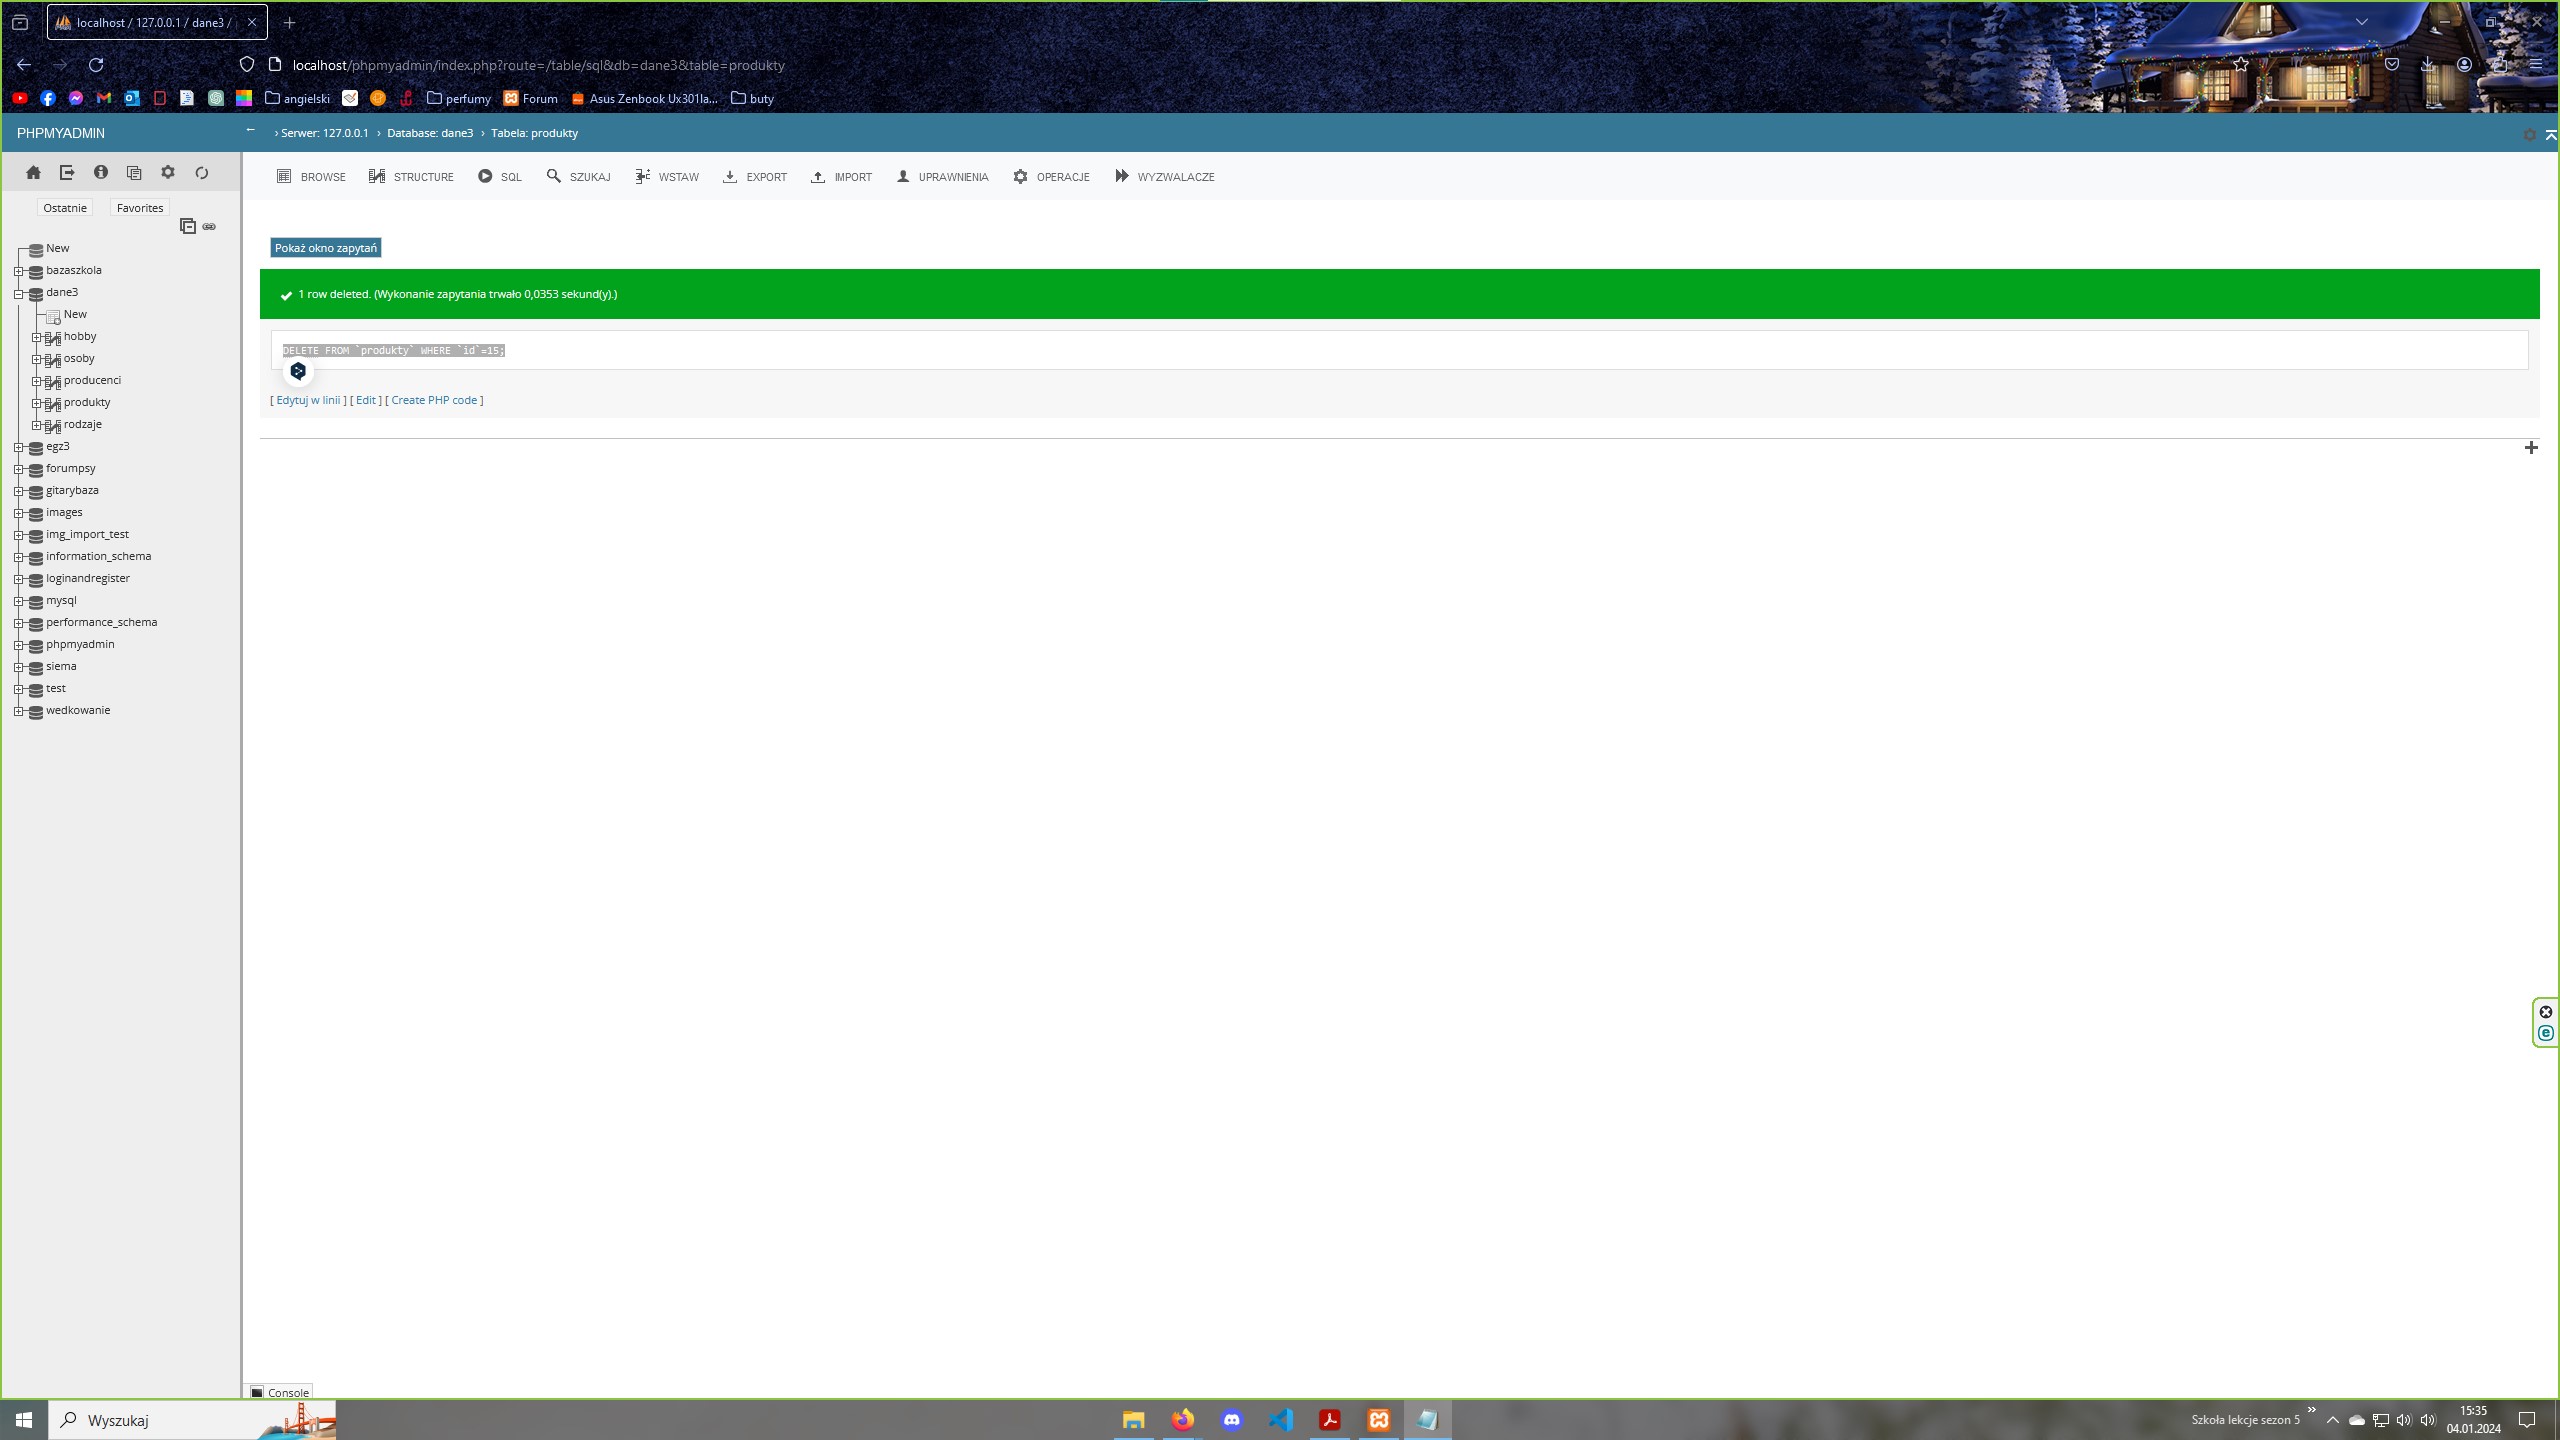 localhost / 127.0.0.1 / dane3 /
localhost/phpmyadmin/index.php?route=/table/sql&db=dane3&table=produkty
angielski
perfumy
Forum
Asus Zenbook Ux301la...
buty
PHPMYADMIN
← › Serwer: 127.0.0.1 › Database: dane3 › Tabela: produkty
BROWSE STRUCTURE SQL SZUKAJ WSTAW EXPORT IMPORT UPRAWNIENIA OPERACJE WYZWALACZE
Ostatnie Favorites
New
bazaszkola
dane3
New
hobby
osoby
producenci
produkty
rodzaje
egz3
forumpsy
gitarybaza
images
img_import_test
information_schema
loginandregister
mysql
performance_schema
phpmyadmin
siema
test
wedkowanie
Pokaż okno zapytań
1 row deleted. (Wykonanie zapytania trwało 0,0353 sekund(y).)
DELETE FROM `produkty` WHERE `id`=15;
[ Edytuj w linii ] [ Edit ] [ Create PHP code ]
Console
Wyszukaj
Szkoła lekcje sezon 5
15:35
04.01.2024